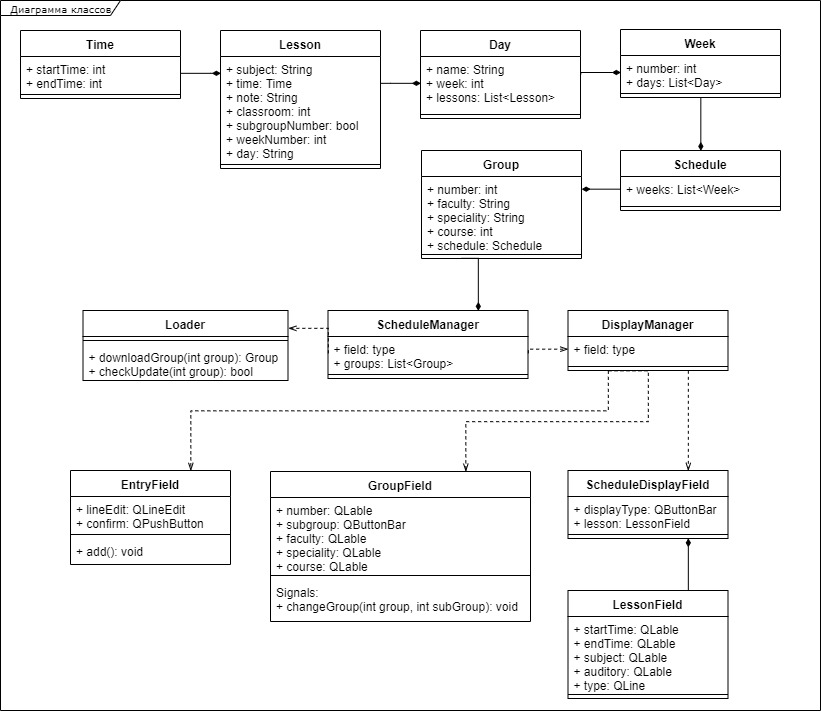 Диаграмма классов
Time
+ startTime: int
+ endTime: int
Lesson
+ subject: String
+ time: Time
+ note: String
+ classroom: int
+ subgroupNumber: bool
+ weekNumber: int
+ day: String
Day
+ name: String
+ week: int
+ lessons: List<Lesson>
Week
+ number: int
+ days: List<Day>
Group
+ number: int
+ faculty: String
+ speciality: String
+ course: int
+ schedule: Schedule
Schedule
+ weeks: List<Week>
Loader
+ downloadGroup(int group): Group
+ checkUpdate(int group): bool
ScheduleManager
+ field: type
+ groups: List<Group>
DisplayManager
+ field: type
EntryField
+ lineEdit: QLineEdit
+ confirm: QPushButton
+ add(): void
GroupField
+ number: QLable
+ subgroup: QButtonBar
+ faculty: QLable
+ speciality: QLable
+ course: QLable
Signals:
+ changeGroup(int group, int subGroup): void
ScheduleDisplayField
+ displayType: QButtonBar
+ lesson: LessonField
LessonField
+ startTime: QLable
+ endTime: QLable
+ subject: QLable
+ auditory: QLable
+ type: QLine